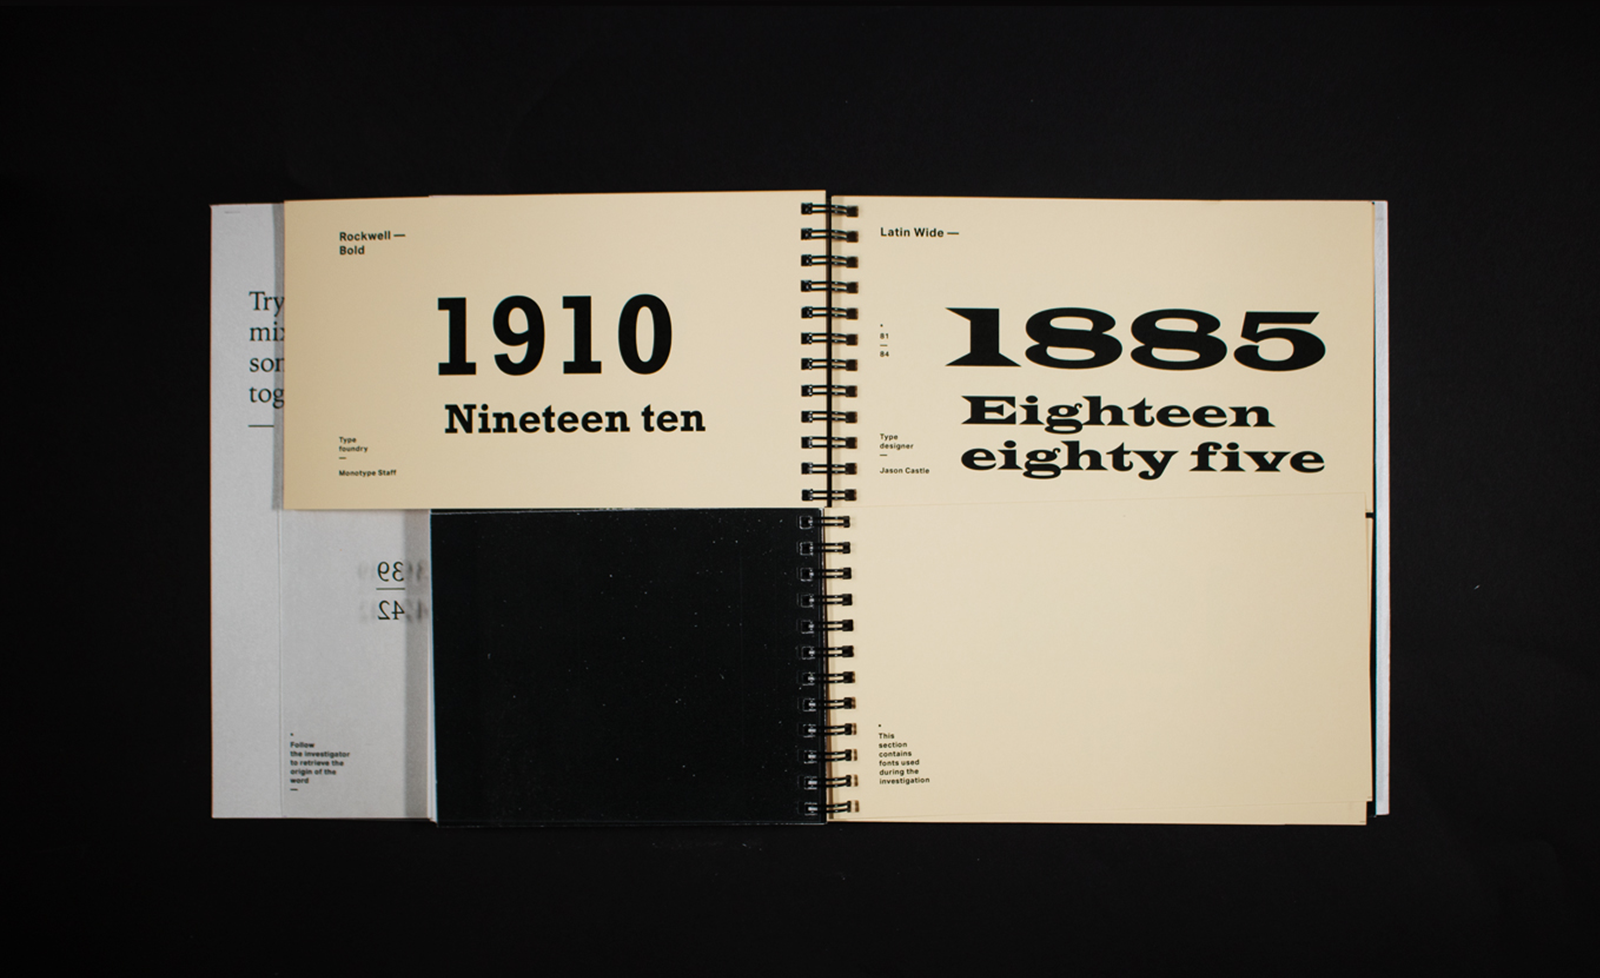 Try
mix
som
tog
Rockwell —
Bold
1910
Nineteen ten
Type
foundry
—
Monotype Staff
Latin Wide —
81
—
84
1885
Eighteen
eighty five
Type
designer
—
Jason Castle
39
42
Follow
the investigator
to retrieve the
origin of the
word
—
This
section
contains
fonts used
during the
investigation